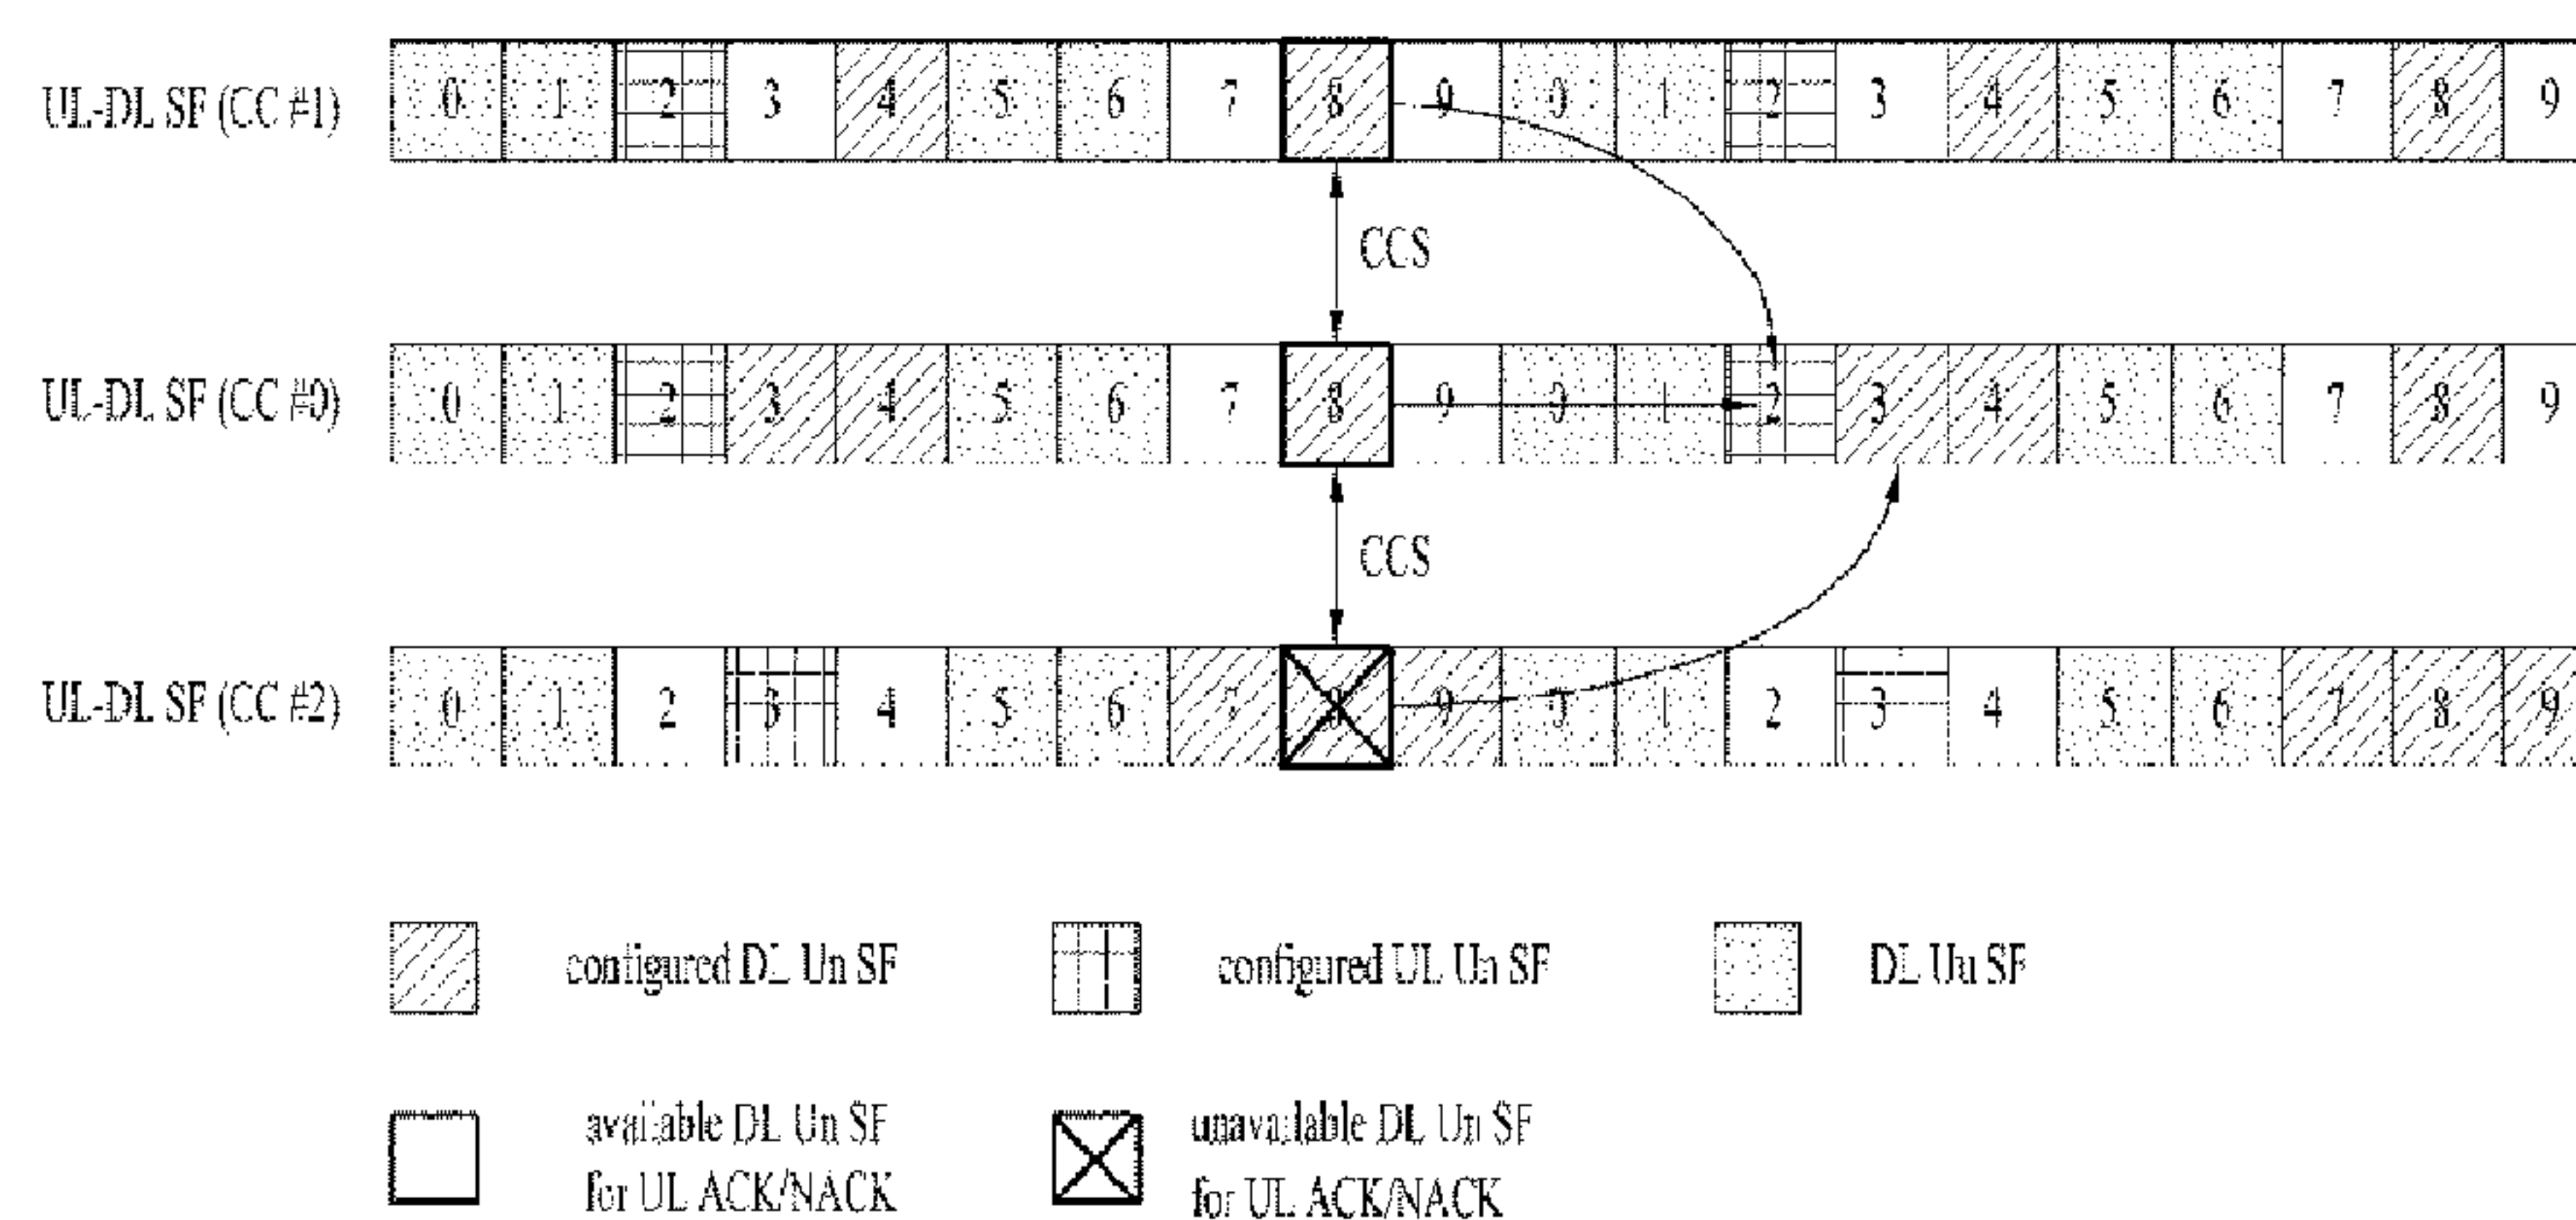 UL-DL SF (CC #1) 0 1 2 3 4 5 6 7 8 9 0 1 2 3 4 5 6 7 8 9
CCS
UL-DL SF (CC #0) 0 1 2 3 4 5 6 7 8 9 0 1 2 3 4 5 6 7 8 9
CCS
UL-DL SF (CC #2) 0 1 2 3 4 5 6 7 8 9 0 1 2 3 4 5 6 7 8 9
configured DL Un SF configured UL Un SF DL Uu SF
available DL Un SF
for UL ACK/NACK
unavailable DL Un SF
for UL ACK/NACK